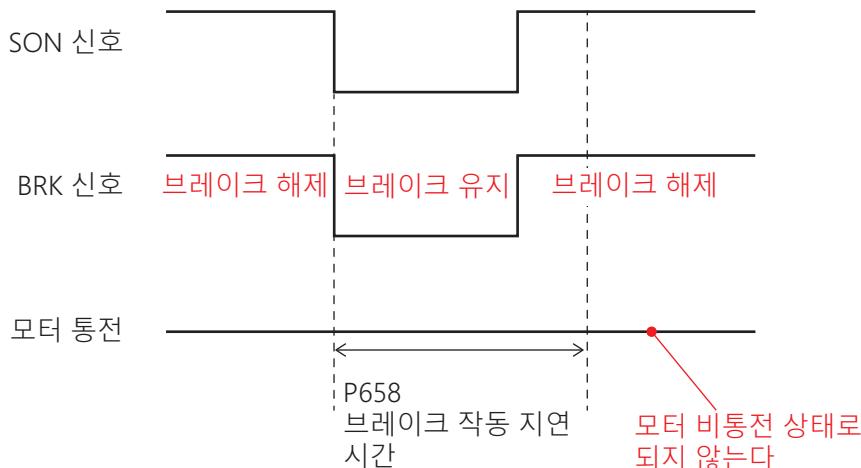 SON 신호
BRK 신호
브레이크 해제
브레이크 유지
브레이크 해제
모터 통전
P658
브레이크 작동 지연
시간
모터 비통전 상태로
되지 않는다